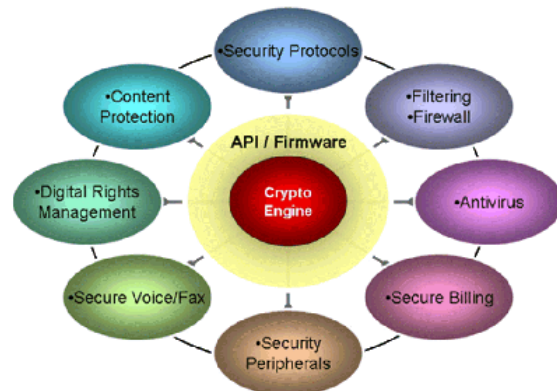 •Security Protocols
•Content
Protection
•Filtering
•Firewall
API / Firmware
Crypto
Engine
•Digital Rights
Management
•Antivirus
•Secure Voice/Fax
•Secure Billing
•Security
Peripherals